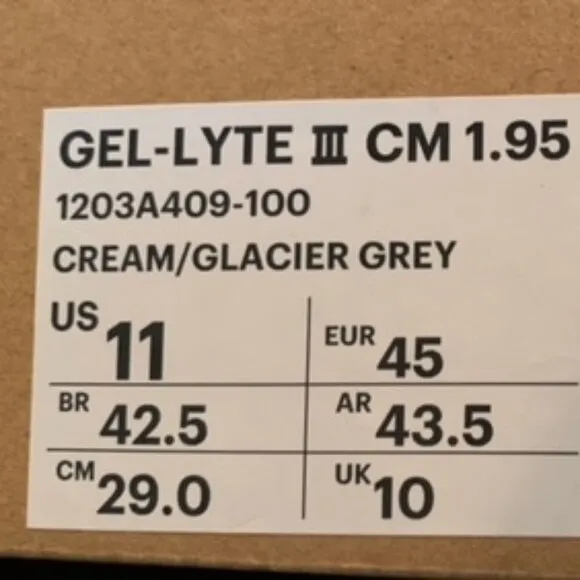 GEL-LYTE III CM 1.95
1203A409-100
CREAM/GLACIER GREY
US 11 EUR 45
BR 42.5 AR 43.5
CM 29.0 UK 10